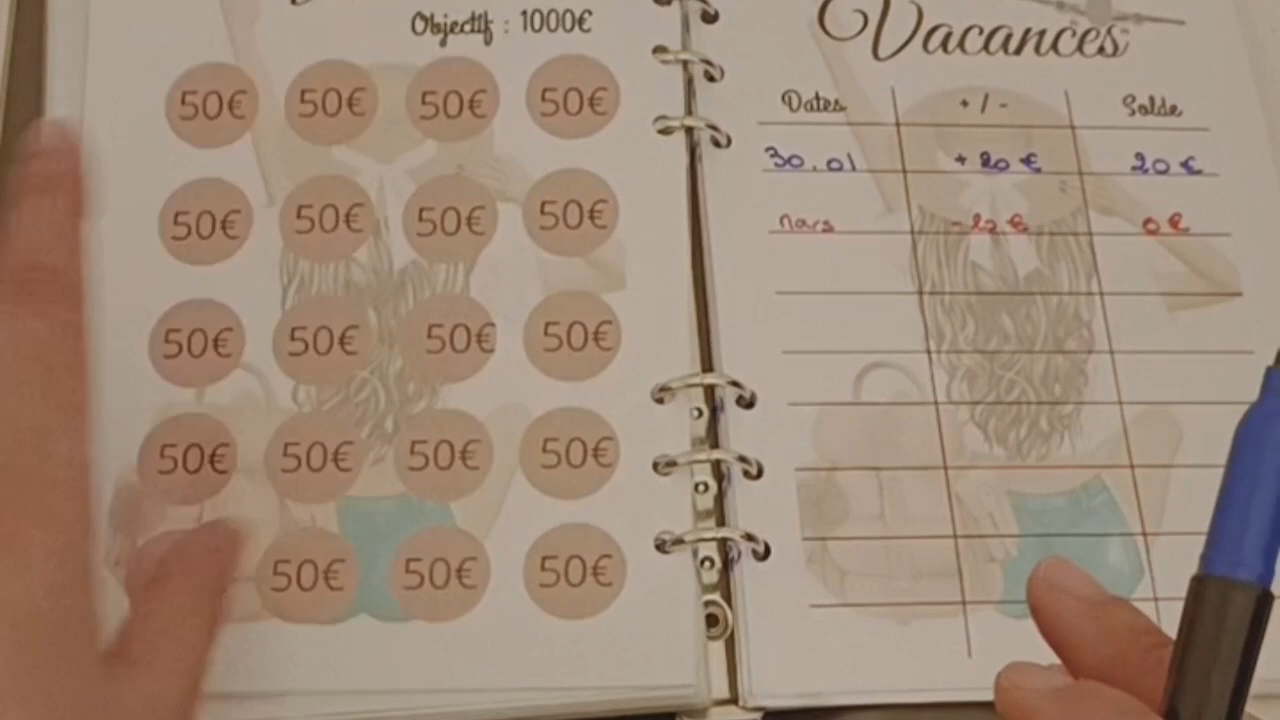 Objectif : 1000€
50€ 50€ 50€ 50€
50€ 50€ 50€ 50€
50€ 50€ 50€ 50€
50€ 50€ 50€ 50€
50€ 50€ 50€
Vacances
Dates + / - Solde
30.01 + 20 € 20 €
mars - 20 € 0 €